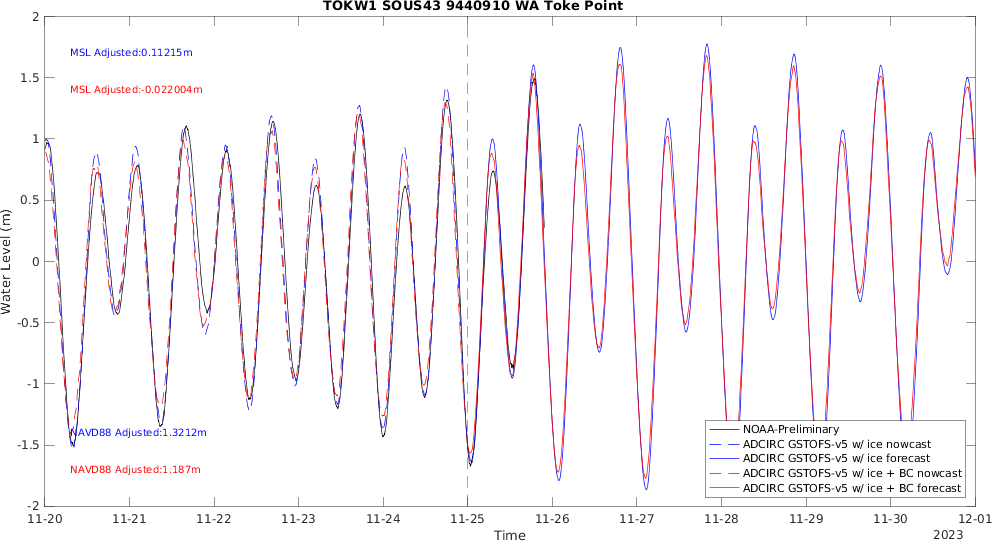 TOKW1 SOUS43 9440910 WA Toke Point
2
MSL Adjusted:0.11215m
1.5
MSL Adjusted:-0.022004m
1
0.5
0
Water Level (m)
-0.5
-1
NAVD88 Adjusted:1.3212m
-1.5
NAVD88 Adjusted:1.187m
-2
NOAA-Preliminary
ADCIRC GSTOFS-v5 w/ ice nowcast
ADCIRC GSTOFS-v5 w/ ice forecast
ADCIRC GSTOFS-v5 w/ ice + BC nowcast
ADCIRC GSTOFS-v5 w/ ice + BC forecast
11-20 11-21 11-22 11-23 11-24 11-25 11-26 11-27 11-28 11-29 11-30 12-01
Time
2023